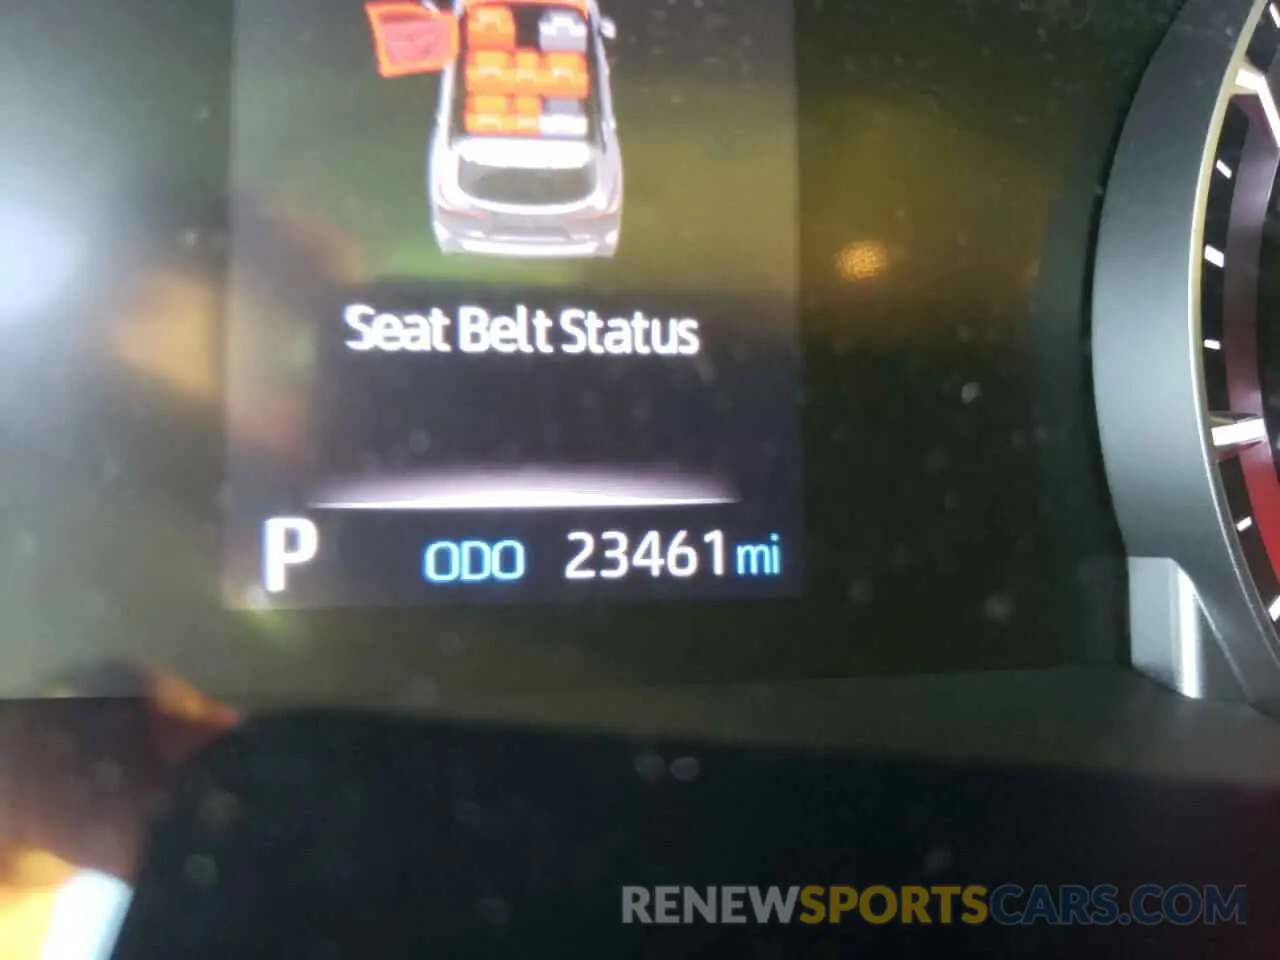 Seat Belt Status
P ODO 23461 mi
RENEWSPORTSCARS.COM